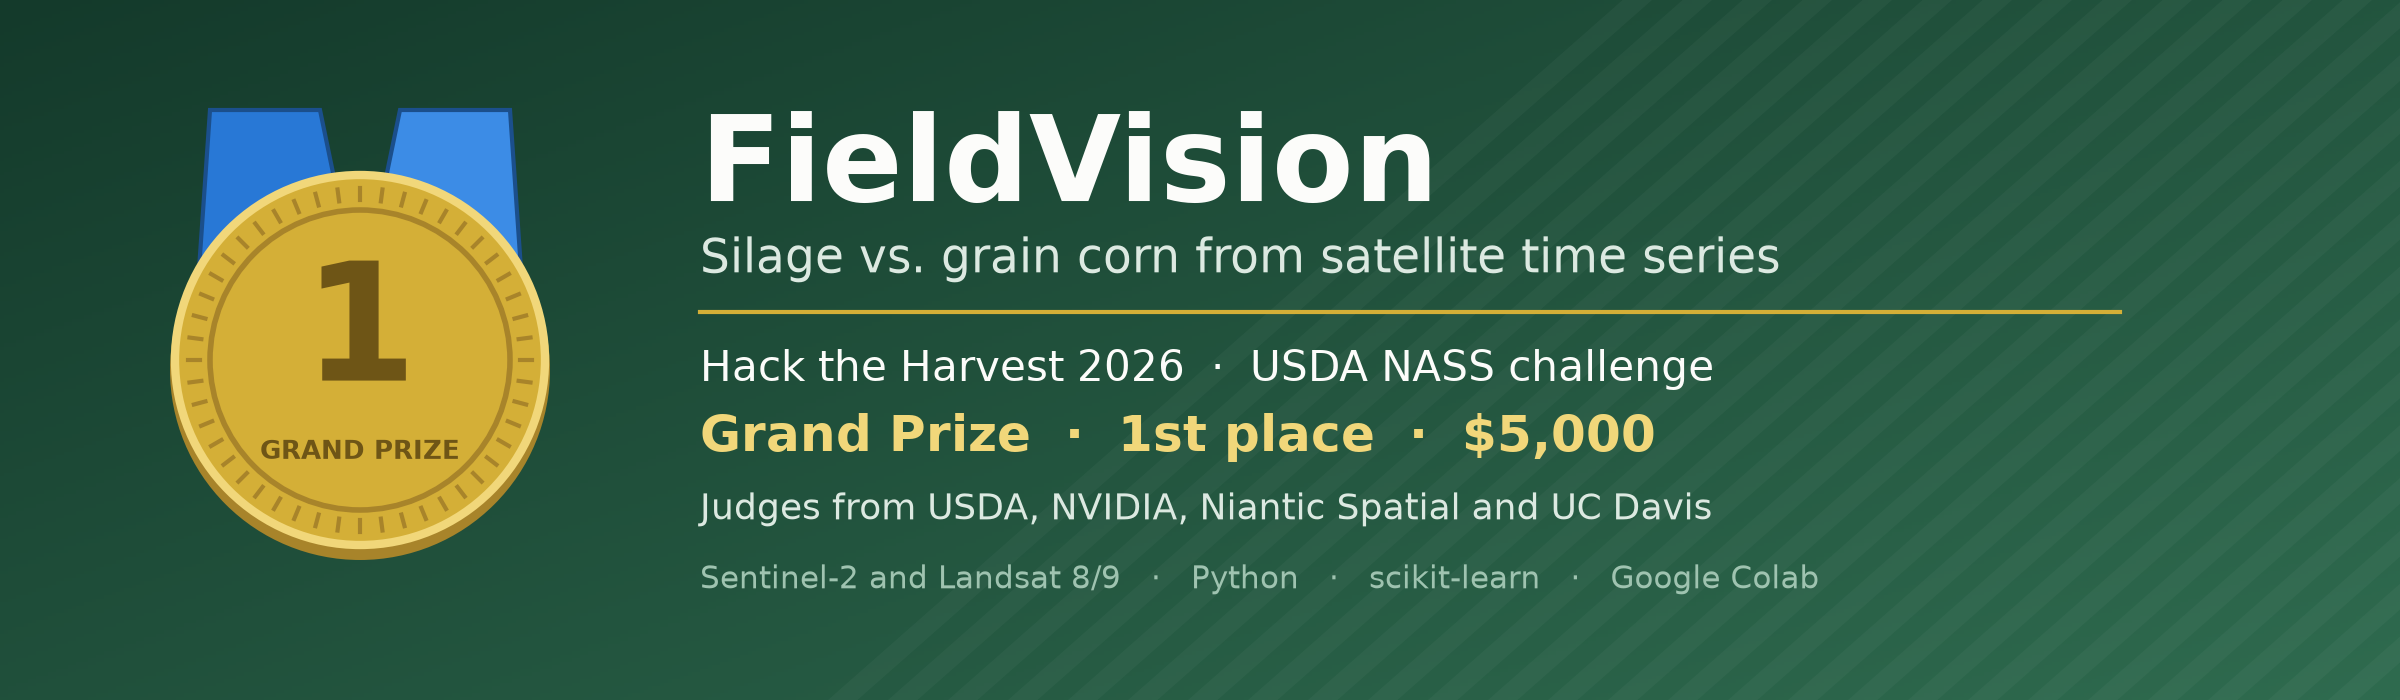 1
GRAND PRIZE
FieldVision
Silage vs. grain corn from satellite time series
Hack the Harvest 2026 · USDA NASS challenge
Grand Prize · 1st place · $5,000
Judges from USDA, NVIDIA, Niantic Spatial and UC Davis
Sentinel-2 and Landsat 8/9 · Python · scikit-learn · Google Colab